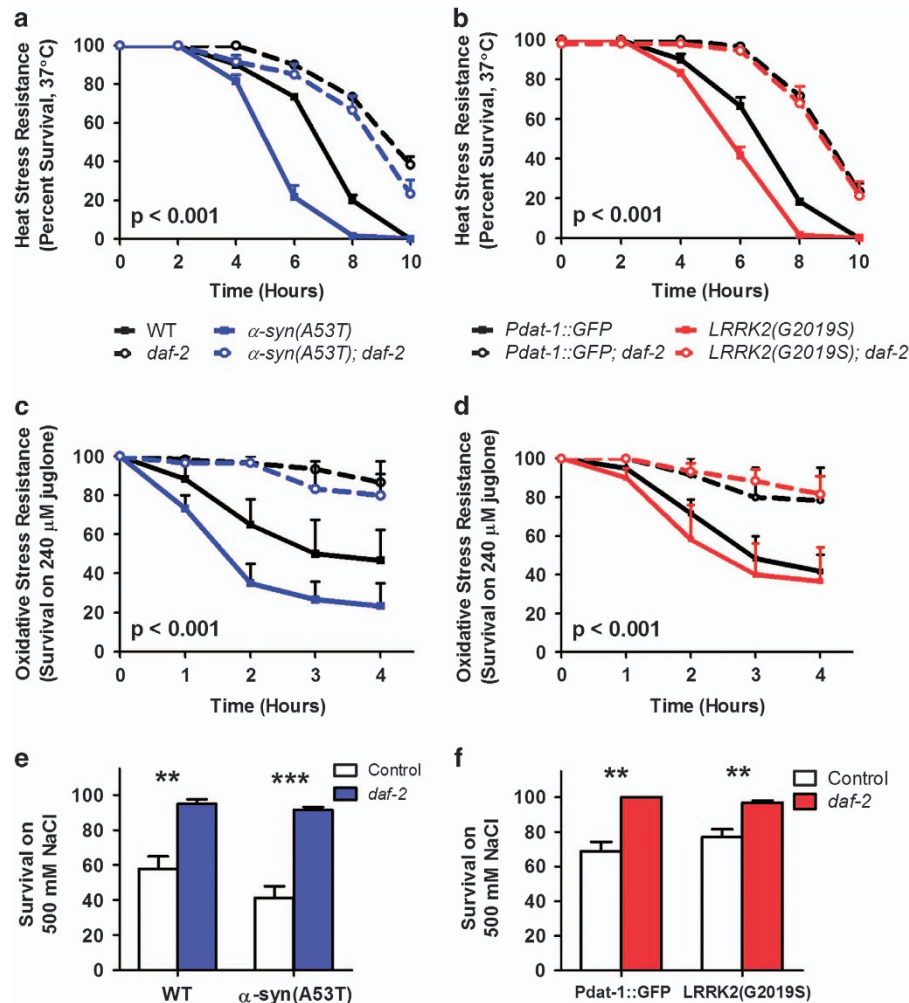 a
Heat Stress Resistance
(Percent Survival, 37°C)
100
80
60
40
20
0
p < 0.001
0 2 4 6 8 10
Time (Hours)
WT
α-syn(A53T)
daf-2
α-syn(A53T); daf-2
b
Heat Stress Resistance
(Percent Survival, 37°C)
100
80
60
40
20
0
p < 0.001
0 2 4 6 8 10
Time (Hours)
Pdat-1::GFP
LRRK2(G2019S)
Pdat-1::GFP; daf-2
LRRK2(G2019S); daf-2
c
Oxidative Stress Resistance
(Survival on 240 μM juglone)
100
80
60
40
20
0
p < 0.001
0 1 2 3 4
Time (Hours)
d
Oxidative Stress Resistance
(Survival on 240 μM juglone)
100
80
60
40
20
0
p < 0.001
0 1 2 3 4
Time (Hours)
e
Survival on
500 mM NaCl
100
80
60
40
20
0
** ***
Control
daf-2
WT α-syn(A53T)
f
Survival on
500 mM NaCl
100
80
60
40
20
0
** **
Control
daf-2
Pdat-1::GFP LRRK2(G2019S)